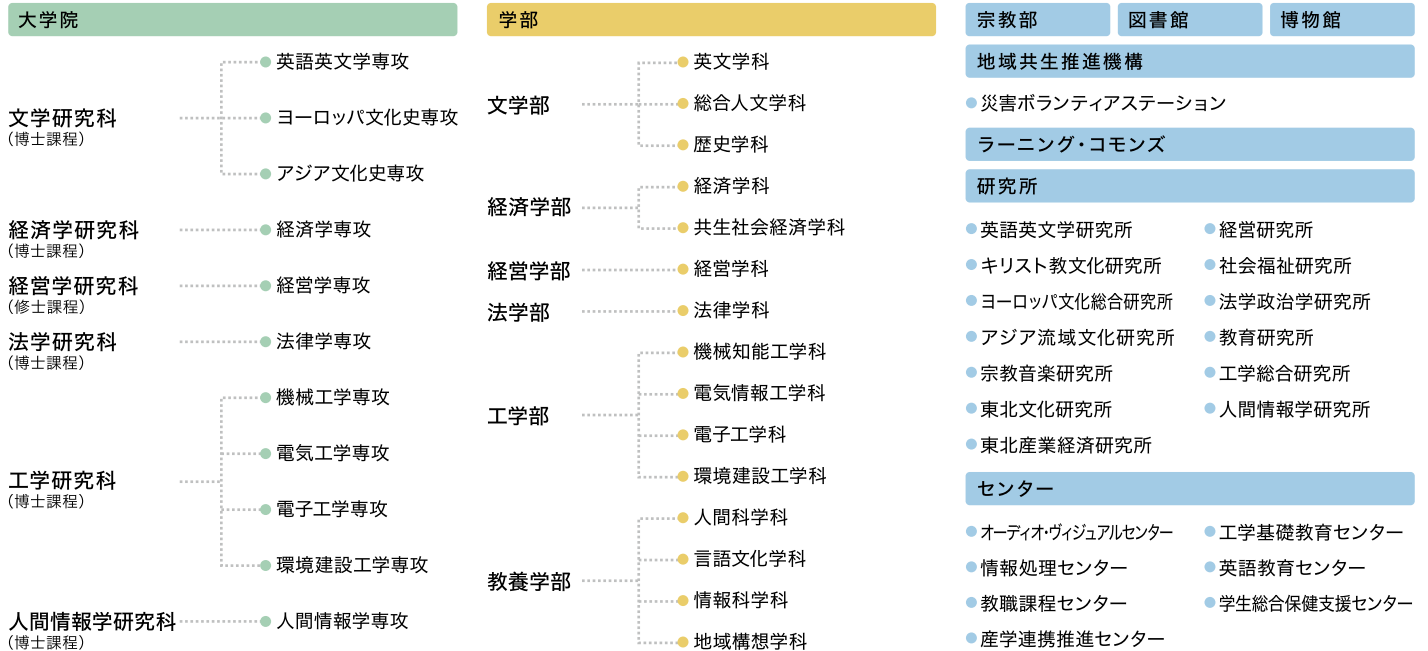 大学院
文学研究科
(博士課程)
英語英文学専攻
ヨーロッパ文化史専攻
アジア文化史専攻
経済学研究科
(博士課程)
経済学専攻
経営学研究科
(修士課程)
経営学専攻
法学研究科
(博士課程)
法律学専攻
工学研究科
(博士課程)
機械工学専攻
電気工学専攻
電子工学専攻
環境建設工学専攻
人間情報学研究科
(博士課程)
人間情報学専攻
学部
文学部
英文学科
総合人文学科
歴史学科
経済学部
経済学科
共生社会経済学科
経営学部
経営学科
法学部
法律学科
工学部
機械知能工学科
電気情報工学科
電子工学科
環境建設工学科
教養学部
人間科学科
言語文化学科
情報科学科
地域構想学科
宗教部
図書館
博物館
地域共生推進機構
災害ボランティアステーション
ラーニング・コモンズ
研究所
英語英文学研究所
キリスト教文化研究所
ヨーロッパ文化総合研究所
アジア流域文化研究所
宗教音楽研究所
東北文化研究所
東北産業経済研究所
経営研究所
社会福祉研究所
法学政治学研究所
教育研究所
工学総合研究所
人間情報学研究所
センター
オーディオ・ヴィジュアルセンター
情報処理センター
教職課程センター
産学連携推進センター
工学基礎教育センター
英語教育センター
学生総合保健支援センター